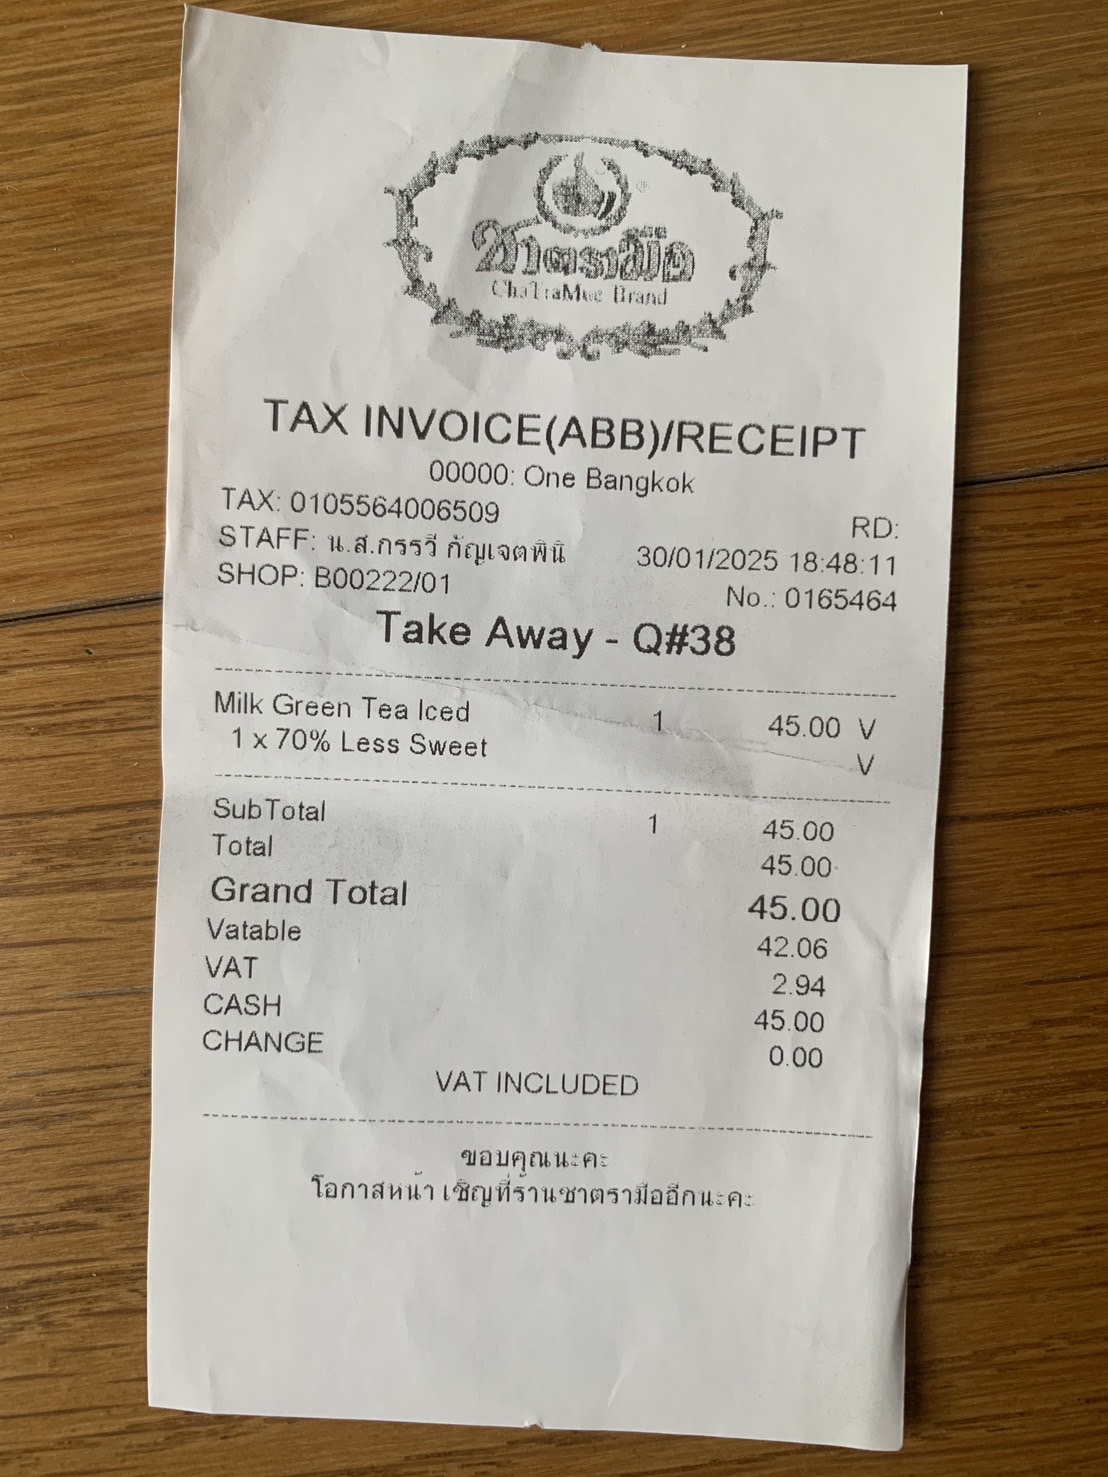 ®
ชาตรามือ
ChaTraMue Brand
TAX INVOICE(ABB)/RECEIPT
00000: One Bangkok
TAX: 0105564006509
RD:
STAFF: น.ส.กรรวี กัญเจตพินิ 30/01/2025 18:48:11
SHOP: B00222/01 No.: 0165464
Take Away - Q#38
Milk Green Tea Iced 1 45.00 V
1 x 70% Less Sweet V
SubTotal 1 45.00
Total 45.00
Grand Total 45.00
Vatable 42.06
VAT 2.94
CASH 45.00
CHANGE 0.00
VAT INCLUDED
ขอบคุณนะคะ
โอกาสหน้า เชิญที่ร้านชาตรามืออีกนะคะ